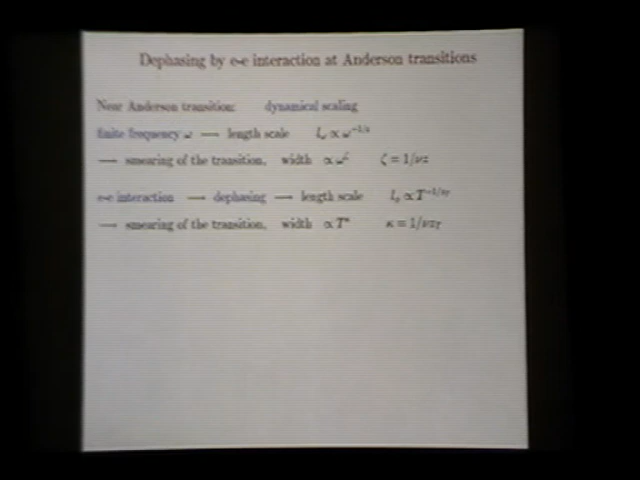 Dephasing by e-e interaction at Anderson transitions
Near Anderson transition: dynamical scaling
finite frequency ω → length scale l_ω ∝ ω^{-1/z}
→ smearing of the transition, width ∝ ω^ζ ζ = 1/νz
e-e interaction → dephasing → length scale l_φ ∝ T^{-1/z_T}
→ smearing of the transition, width ∝ T^κ κ = 1/νz_T